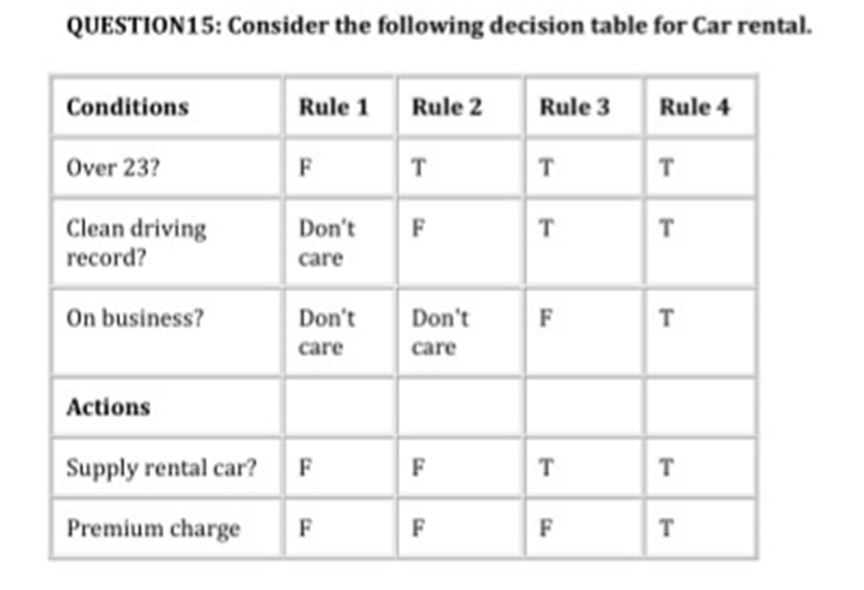 QUESTION15: Consider the following decision table for Car rental.
Conditions Rule 1 Rule 2 Rule 3 Rule 4
Over 23? F T T T
Clean driving Don't F T T
record? care
On business? Don't Don't F T
care care
Actions
Supply rental car? F F T T
Premium charge F F F T